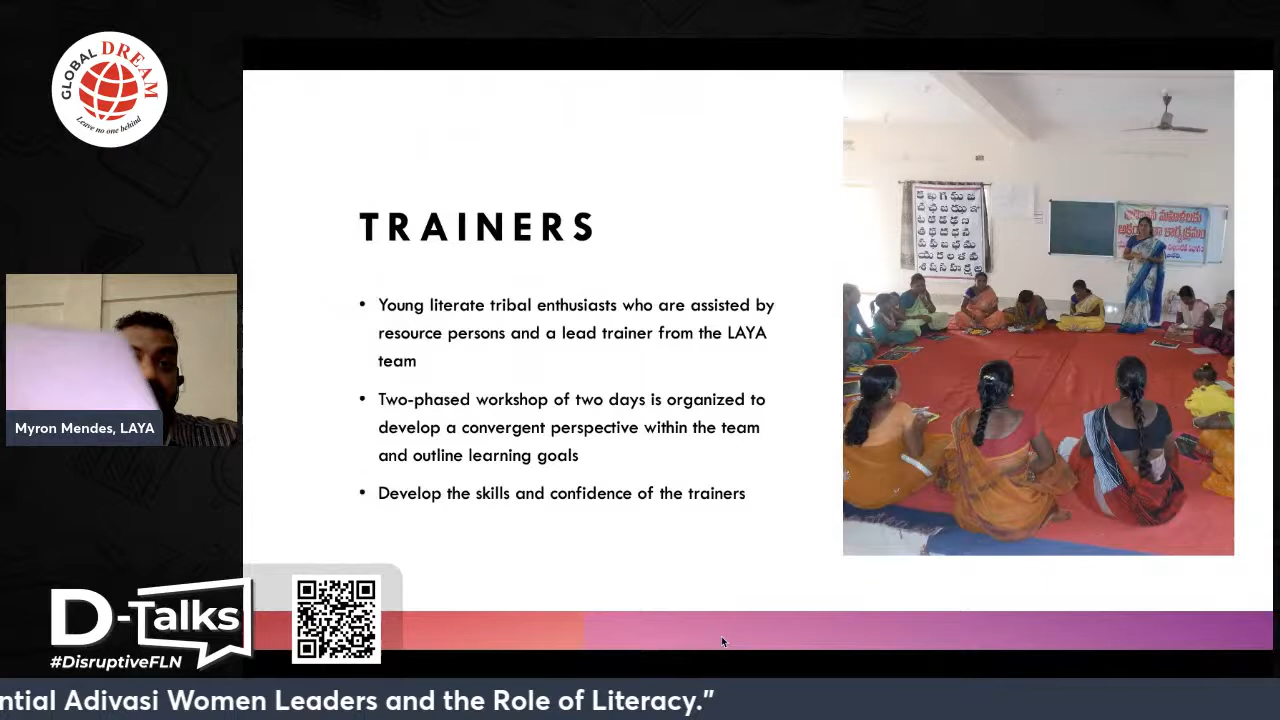 GLOBAL DREAM
Leave no one behind
TRAINERS
• Young literate tribal enthusiasts who are assisted by
resource persons and a lead trainer from the LAYA
team
• Two-phased workshop of two days is organized to
develop a convergent perspective within the team
and outline learning goals
• Develop the skills and confidence of the trainers
Myron Mendes, LAYA
D-Talks
#DisruptiveFLN
ntial Adivasi Women Leaders and the Role of Literacy.”